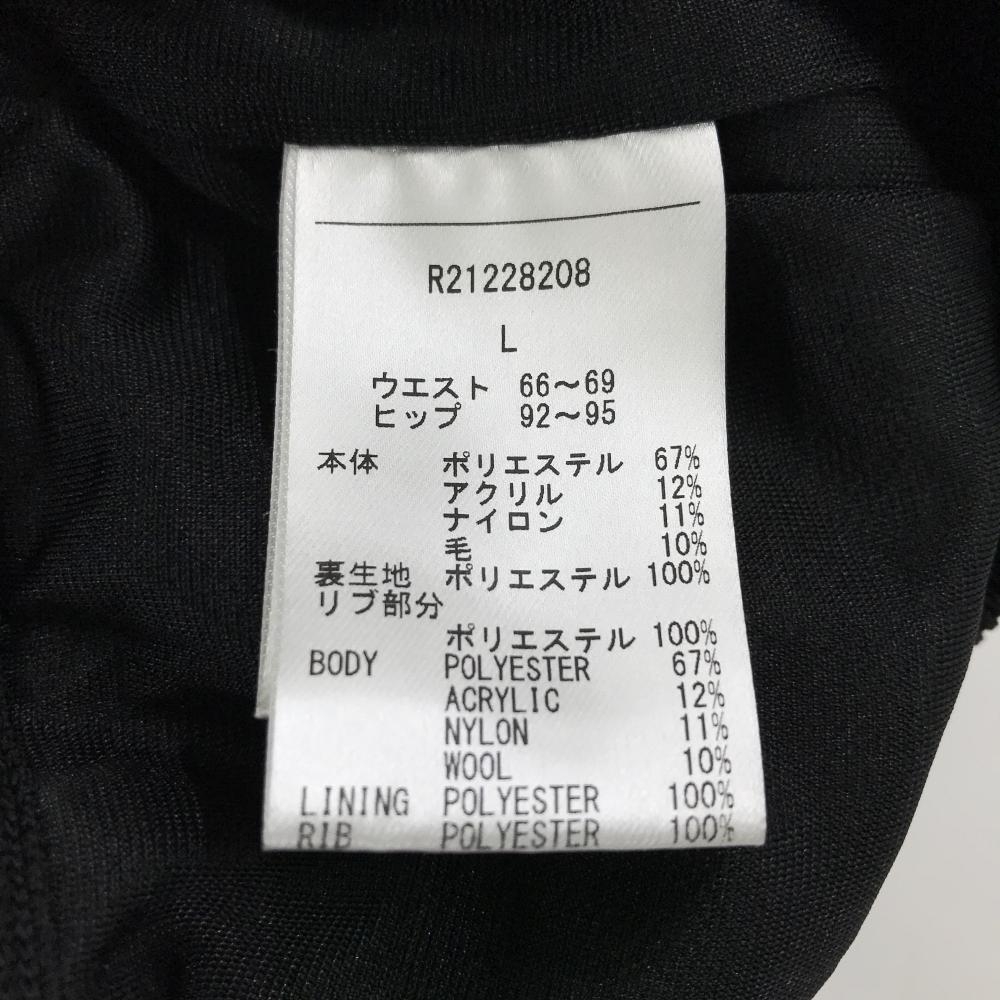 R21228208
L
ウエスト 66～69
ヒップ 92～95
本体 ポリエステル 67%
アクリル 12%
ナイロン 11%
毛 10%
裏生地 ポリエステル 100%
リブ部分
ポリエステル 100%
BODY POLYESTER 67%
ACRYLIC 12%
NYLON 11%
WOOL 10%
LINING POLYESTER 100%
RIB POLYESTER 100%